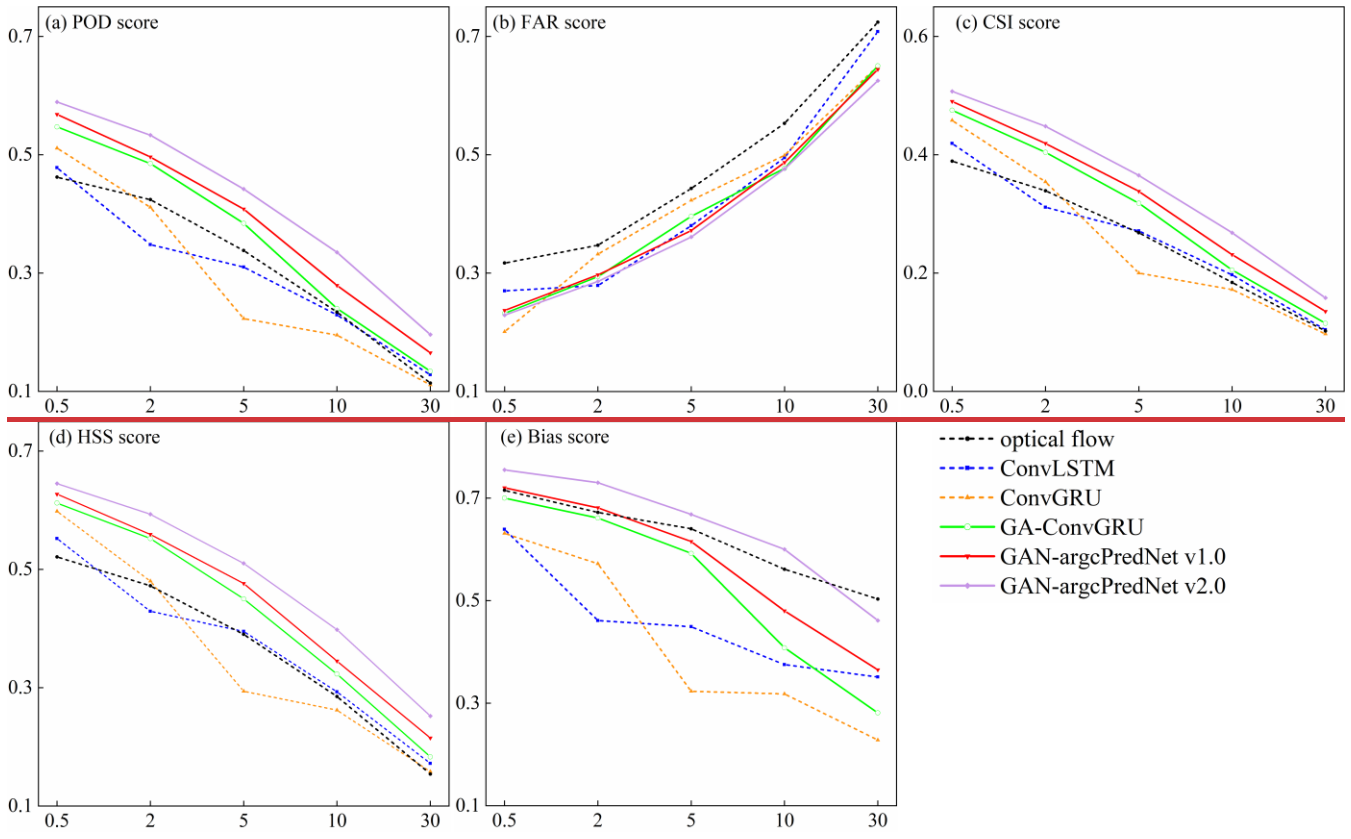 (a) POD score
0.7
0.5
0.3
0.1
0.5 2 5 10 30
(b) FAR score
0.7
0.5
0.3
0.1
0.5 2 5 10 30
(c) CSI score
0.6
0.4
0.2
0.0
0.5 2 5 10 30
(d) HSS score
0.7
0.5
0.3
0.1
0.5 2 5 10 30
(e) Bias score
0.7
0.5
0.3
0.1
0.5 2 5 10 30
optical flow
ConvLSTM
ConvGRU
GA-ConvGRU
GAN-argcPredNet v1.0
GAN-argcPredNet v2.0